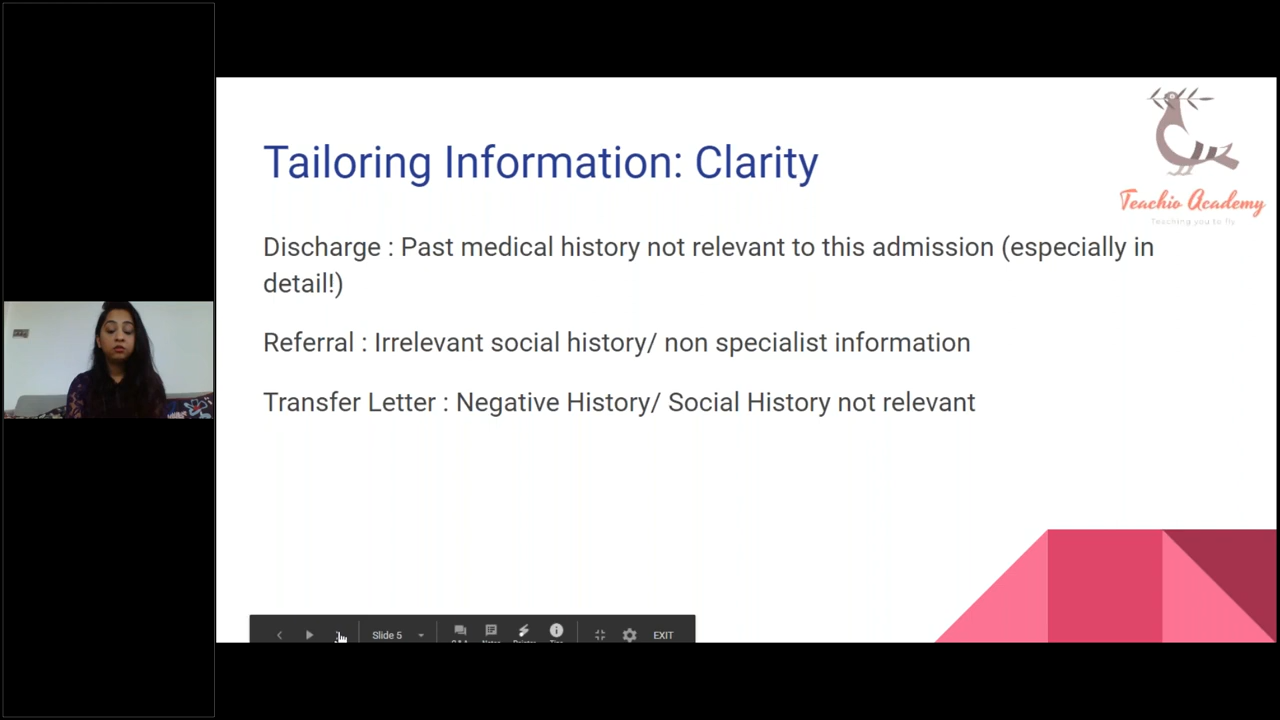 Tailoring Information: Clarity
Teachio Academy
Teaching you to fly
Discharge : Past medical history not relevant to this admission (especially in
detail!)
Referral : Irrelevant social history/ non specialist information
Transfer Letter : Negative History/ Social History not relevant
Slide 5
EXIT